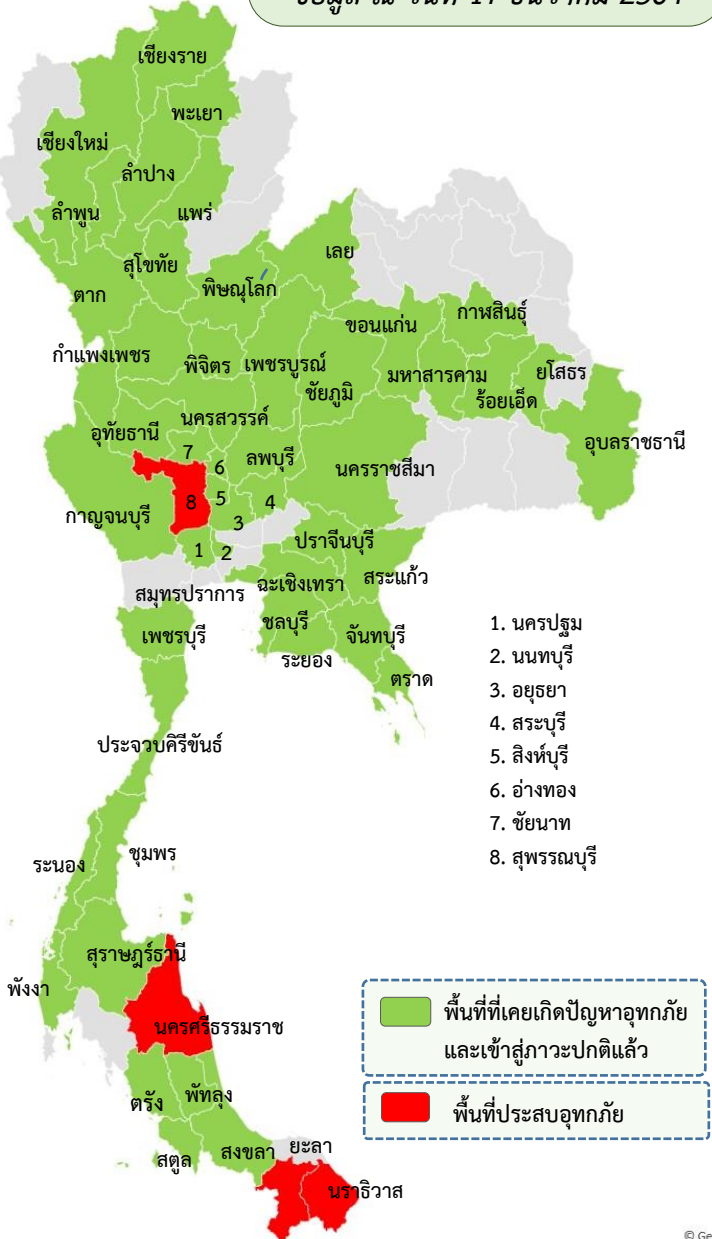 ข้อมูล ณ วันที่ 17 ธันวาคม 2564
เชียงราย
พะเยา
เชียงใหม่
ลำปาง
ลำพูน
แพร่
เลย
สุโขทัย
ตาก
พิษณุโลก
กาฬสินธุ์
ขอนแก่น
กำแพงเพชร
พิจิตร
เพชรบูรณ์
มหาสารคาม
ยโสธร
ชัยภูมิ
ร้อยเอ็ด
นครสวรรค์
อุทัยธานี
อุบลราชธานี
7
ลพบุรี
6
นครราชสีมา
8
5
4
กาญจนบุรี
3
ปราจีนบุรี
1
2
สระแก้ว
ฉะเชิงเทรา
สมุทรปราการ
ชลบุรี
จันทบุรี
เพชรบุรี
ระยอง
ตราด
1. นครปฐม
2. นนทบุรี
3. อยุธยา
4. สระบุรี
5. สิงห์บุรี
6. อ่างทอง
7. ชัยนาท
8. สุพรรณบุรี
ประจวบคิรีขันธ์
ชุมพร
ระนอง
สุราษฎร์ธานี
พังงา
นครศรีธรรมราช
พัทลุง
ตรัง
ยะลา
สงขลา
สตูล
นราธิวาส
พื้นที่ที่เคยเกิดปัญหาอุทกภัย
และเข้าสู่ภาวะปกติแล้ว
พื้นที่ประสบอุทกภัย
© Ge